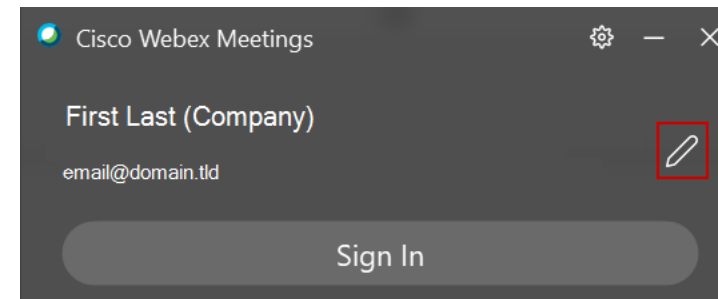 Cisco Webex Meetings
First Last (Company)
email@domain.tld
Sign In